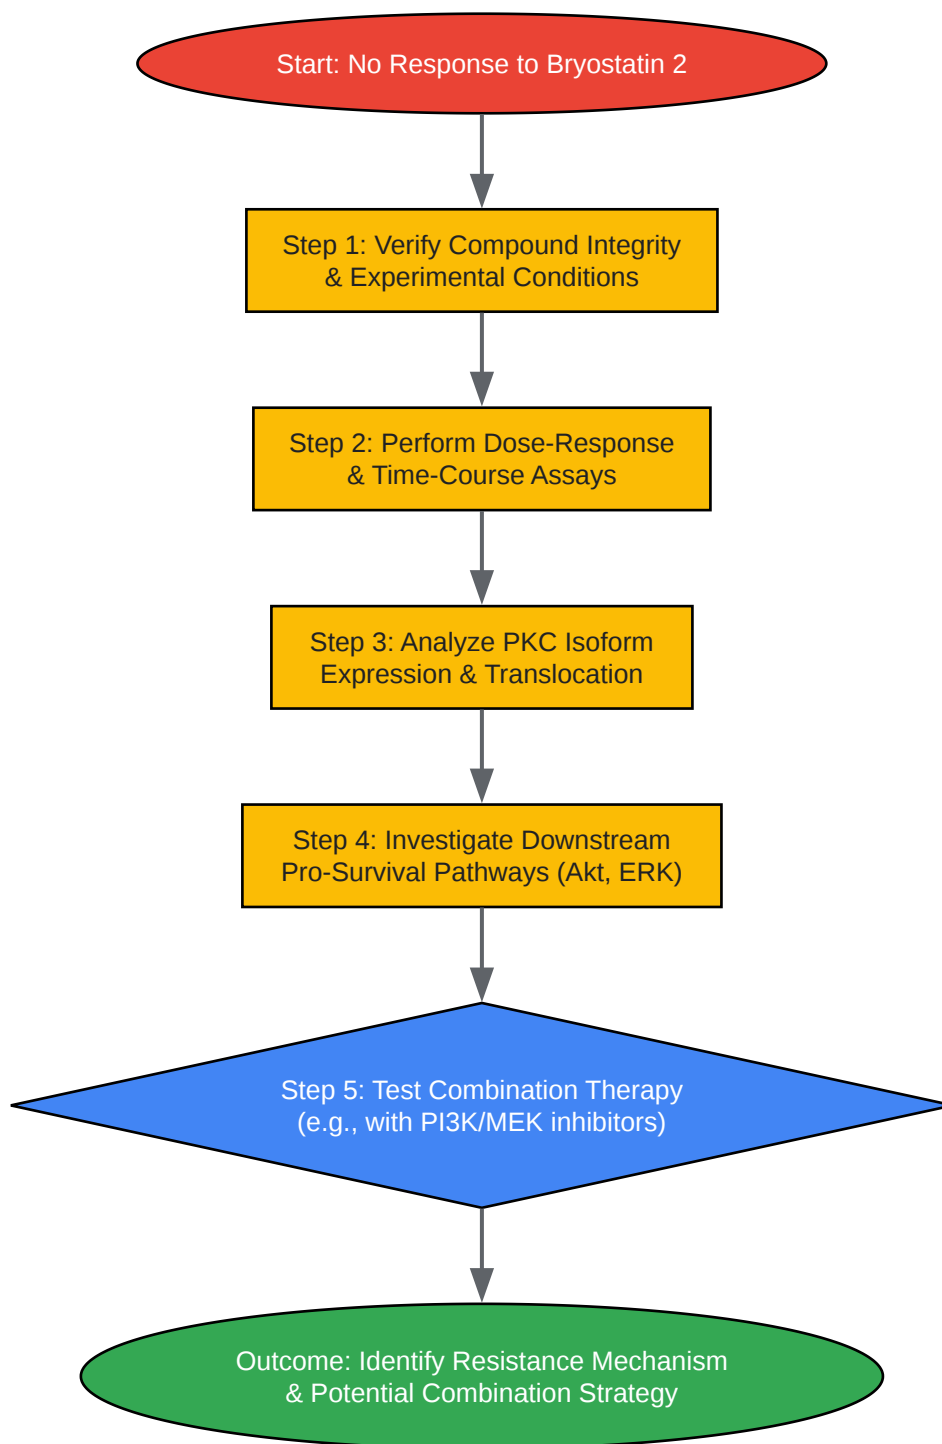 Start: No Response to Bryostatin 2
Step 1: Verify Compound Integrity
& Experimental Conditions
Step 2: Perform Dose-Response
& Time-Course Assays
Step 3: Analyze PKC Isoform
Expression & Translocation
Step 4: Investigate Downstream
Pro-Survival Pathways (Akt, ERK)
Step 5: Test Combination Therapy
(e.g., with PI3K/MEK inhibitors)
Outcome: Identify Resistance Mechanism
& Potential Combination Strategy